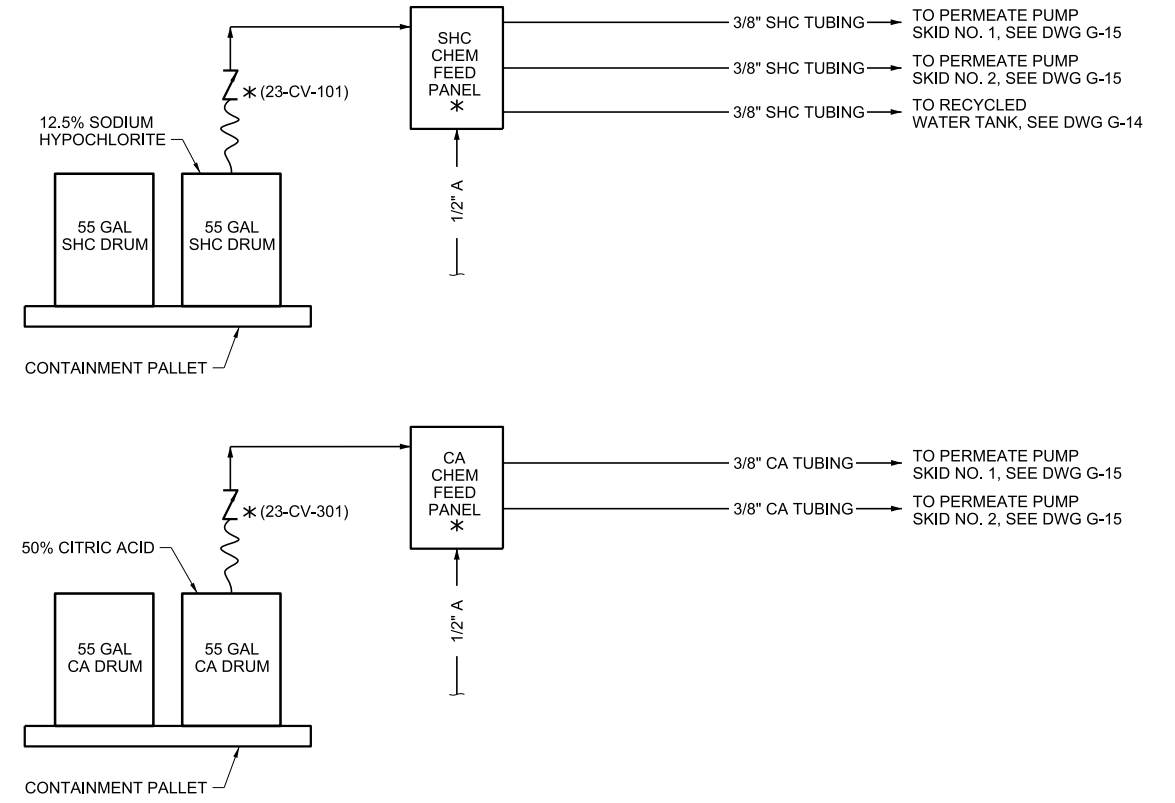 SHC
CHEM
FEED
PANEL
*
3/8" SHC TUBING
TO PERMEATE PUMP
SKID NO. 1, SEE DWG G-15
3/8" SHC TUBING
TO PERMEATE PUMP
SKID NO. 2, SEE DWG G-15
3/8" SHC TUBING
TO RECYCLED
WATER TANK, SEE DWG G-14
* (23-CV-101)
12.5% SODIUM
HYPOCHLORITE
1/2" A
55 GAL
SHC DRUM
55 GAL
SHC DRUM
CONTAINMENT PALLET
CA
CHEM
FEED
PANEL
*
3/8" CA TUBING
TO PERMEATE PUMP
SKID NO. 1, SEE DWG G-15
3/8" CA TUBING
TO PERMEATE PUMP
SKID NO. 2, SEE DWG G-15
* (23-CV-301)
50% CITRIC ACID
1/2" A
55 GAL
CA DRUM
55 GAL
CA DRUM
CONTAINMENT PALLET